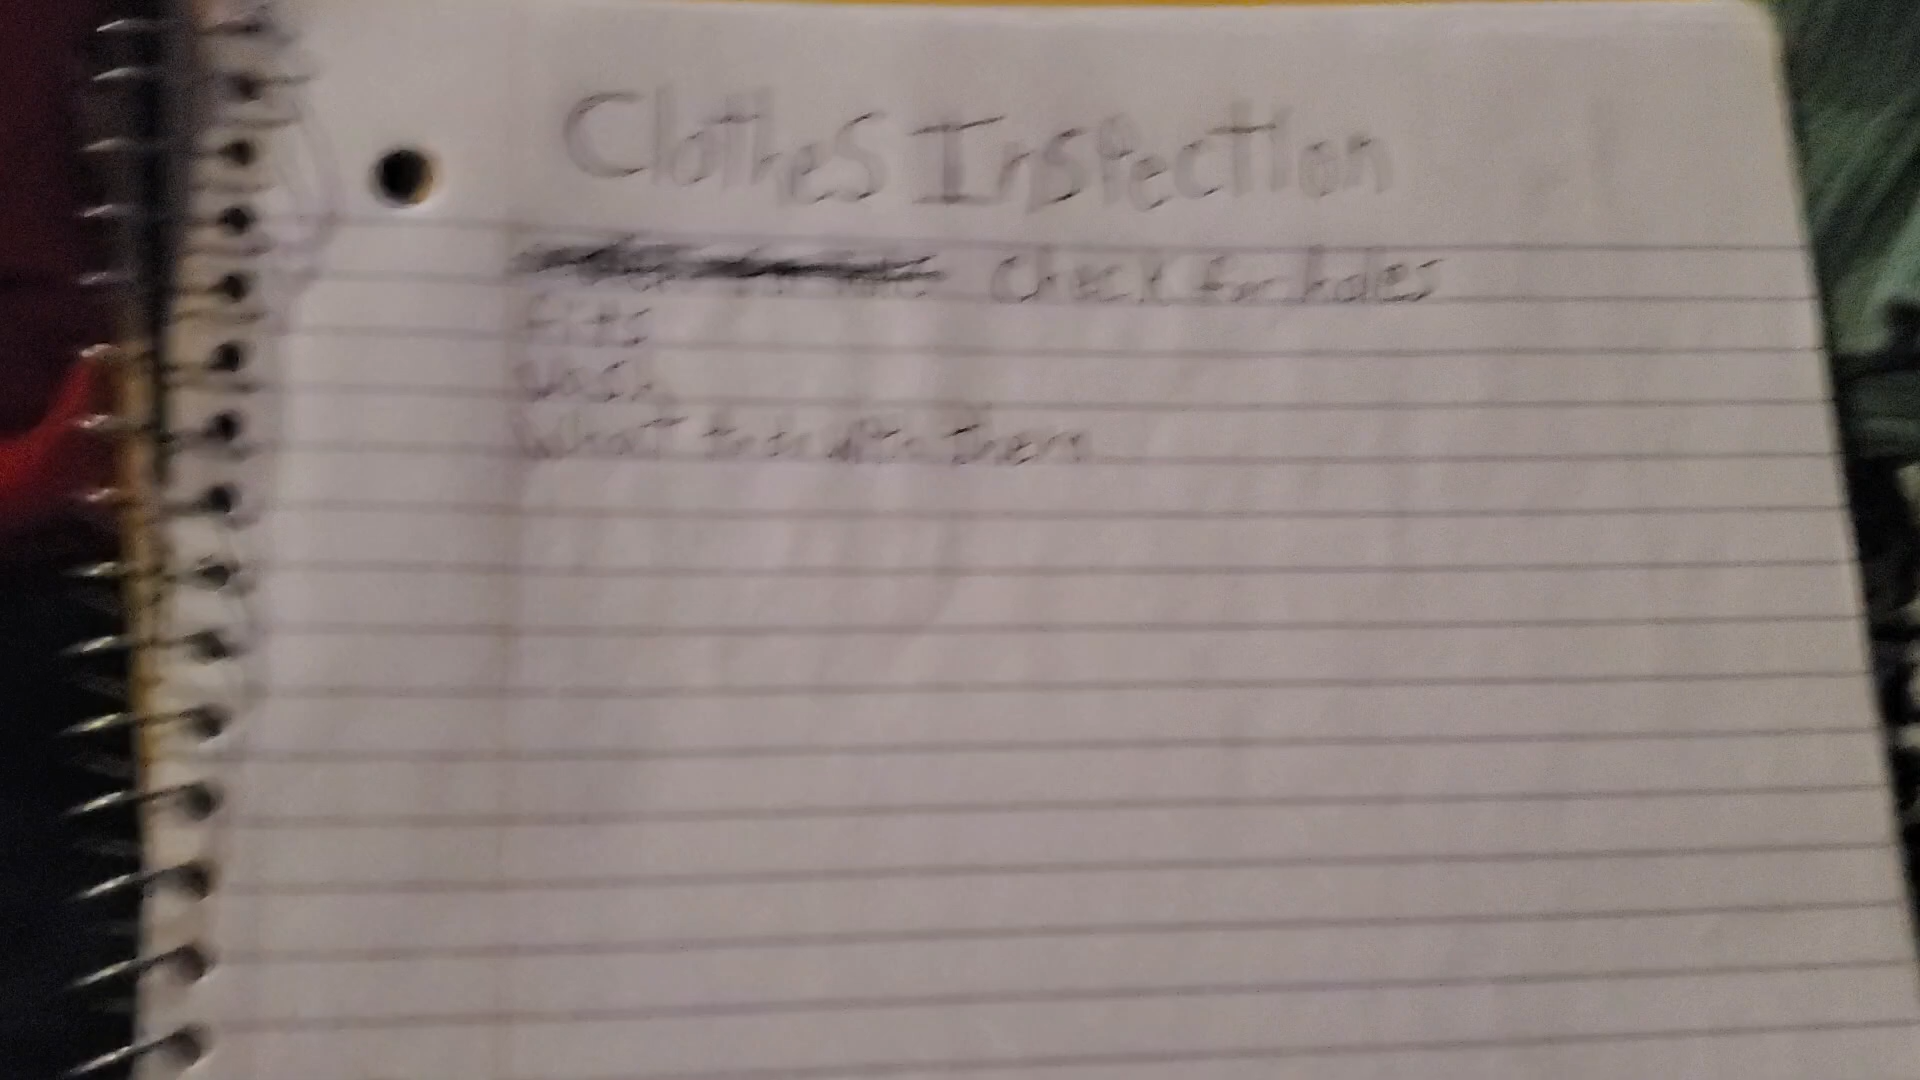 Clothes Inspection
Check for holes
fits
Wash
What to do with them